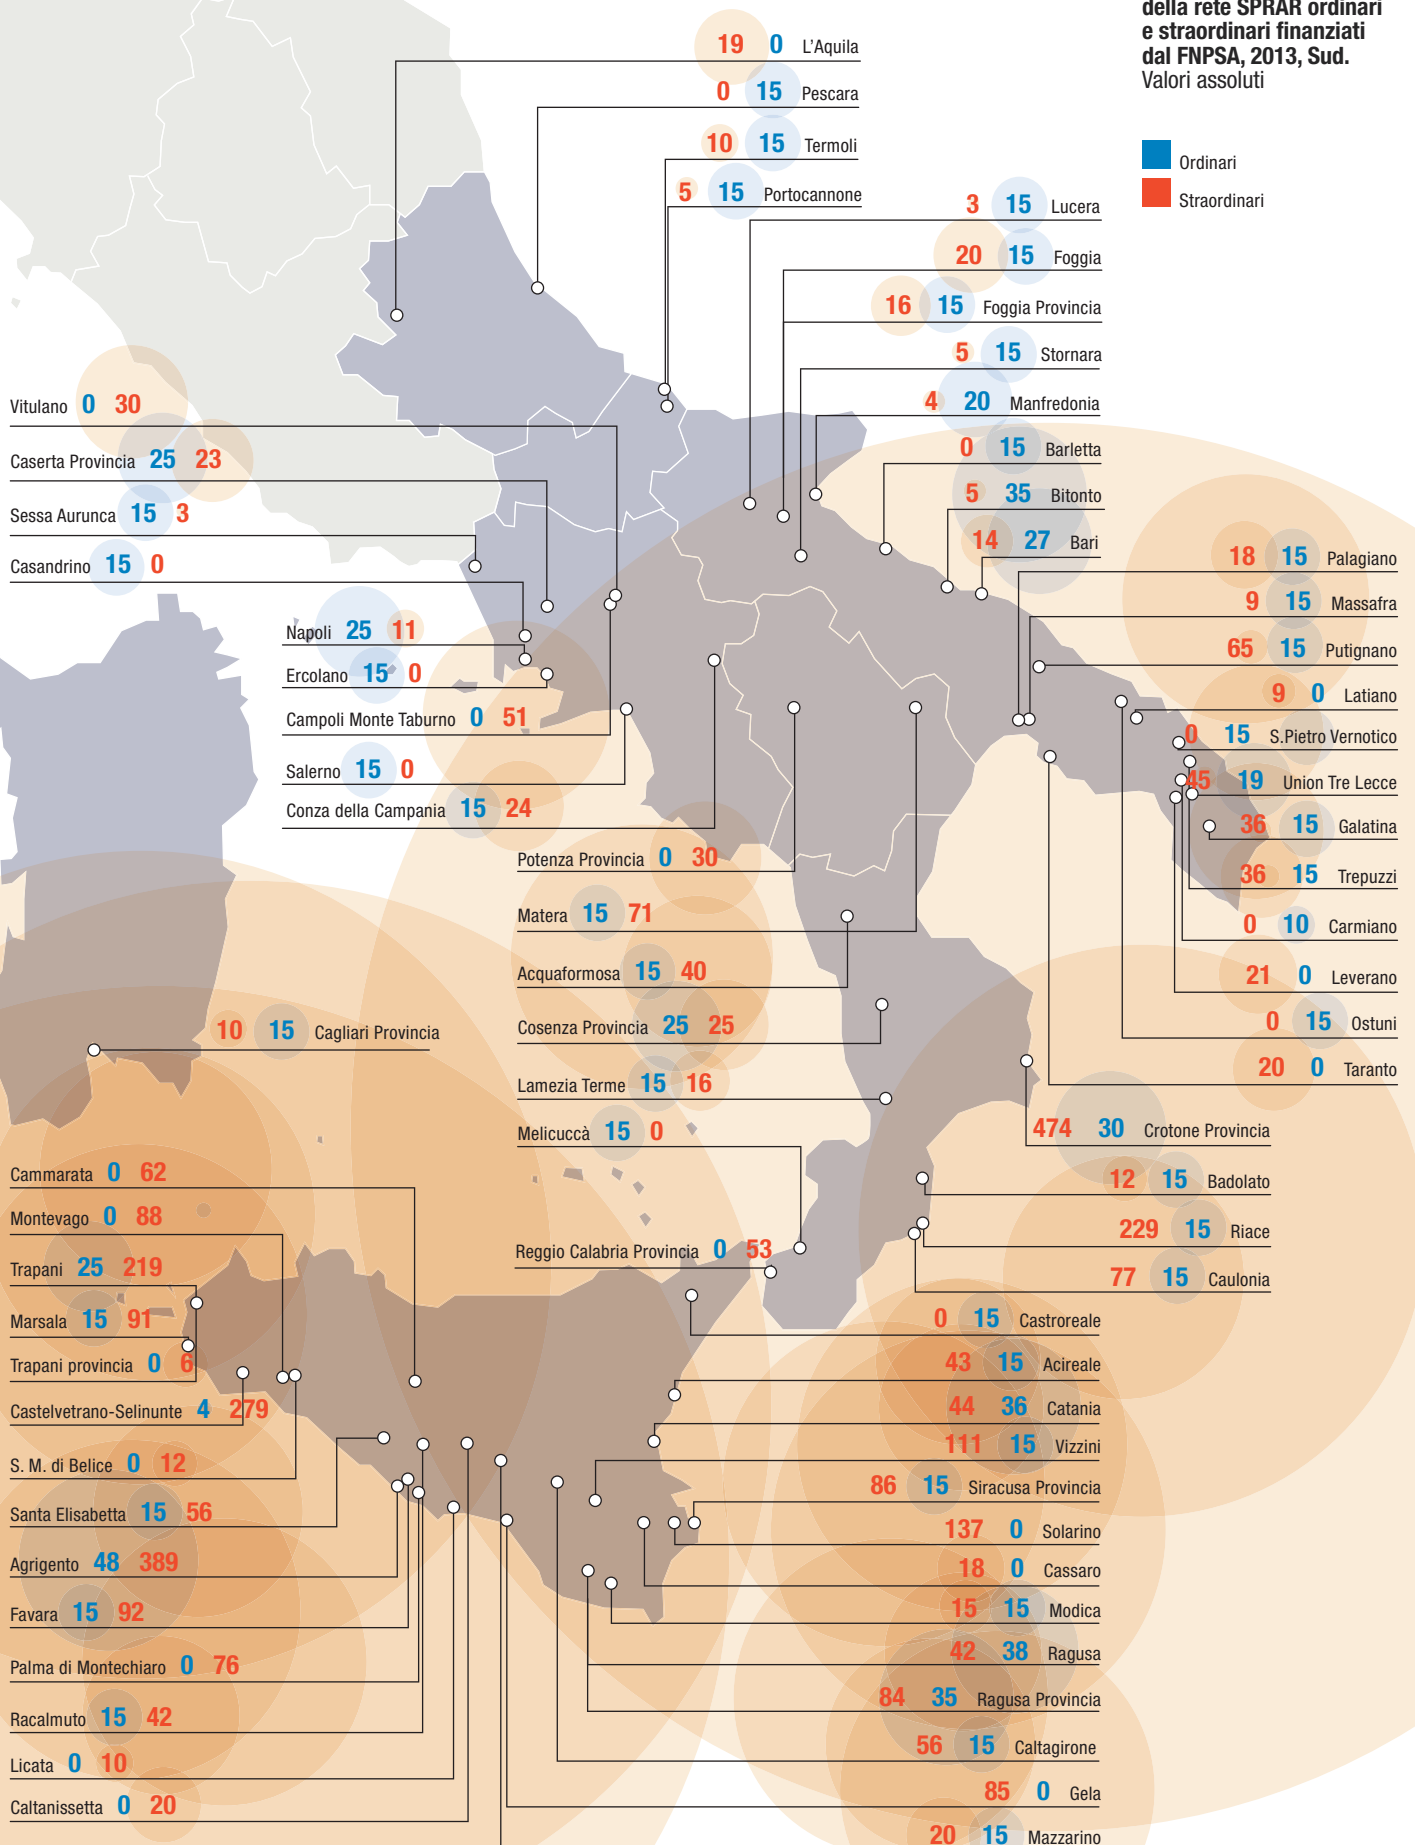 della rete SPRAR ordinari
e straordinari finanziati
dal FNPSA, 2013, Sud.
Valori assoluti
Ordinari
Straordinari
19 0 L'Aquila
0 15 Pescara
10 15 Termoli
5 15 Portocannone
3 15 Lucera
20 15 Foggia
16 15 Foggia Provincia
5 15 Stornara
4 20 Manfredonia
0 15 Barletta
5 35 Bitonto
14 27 Bari
18 15 Palagiano
9 15 Massafra
65 15 Putignano
9 0 Latiano
0 15 S.Pietro Vernotico
45 19 Union Tre Lecce
36 15 Galatina
36 15 Trepuzzi
0 10 Carmiano
21 0 Leverano
0 15 Ostuni
20 0 Taranto
474 30 Crotone Provincia
12 15 Badolato
229 15 Riace
77 15 Caulonia
Vitulano 0 30
Caserta Provincia 25 23
Sessa Aurunca 15 3
Casandrino 15 0
Napoli 25 11
Ercolano 15 0
Campoli Monte Taburno 0 51
Salerno 15 0
Conza della Campania 15 24
Potenza Provincia 0 30
Matera 15 71
Acquaformosa 15 40
Cosenza Provincia 25 25
Lamezia Terme 15 16
Melicuccà 15 0
Reggio Calabria Provincia 0 53
10 15 Cagliari Provincia
Cammarata 0 62
Montevago 0 88
Trapani 25 219
Marsala 15 91
Trapani provincia 0 6
Castelvetrano-Selinunte 4 279
S. M. di Belice 0 12
Santa Elisabetta 15 56
Agrigento 48 389
Favara 15 92
Palma di Montechiaro 0 76
Racalmuto 15 42
Licata 0 10
Caltanissetta 0 20
0 15 Castroreale
43 15 Acireale
44 36 Catania
111 15 Vizzini
86 15 Siracusa Provincia
137 0 Solarino
18 0 Cassaro
15 15 Modica
42 38 Ragusa
84 35 Ragusa Provincia
56 15 Caltagirone
85 0 Gela
20 15 Mazzarino